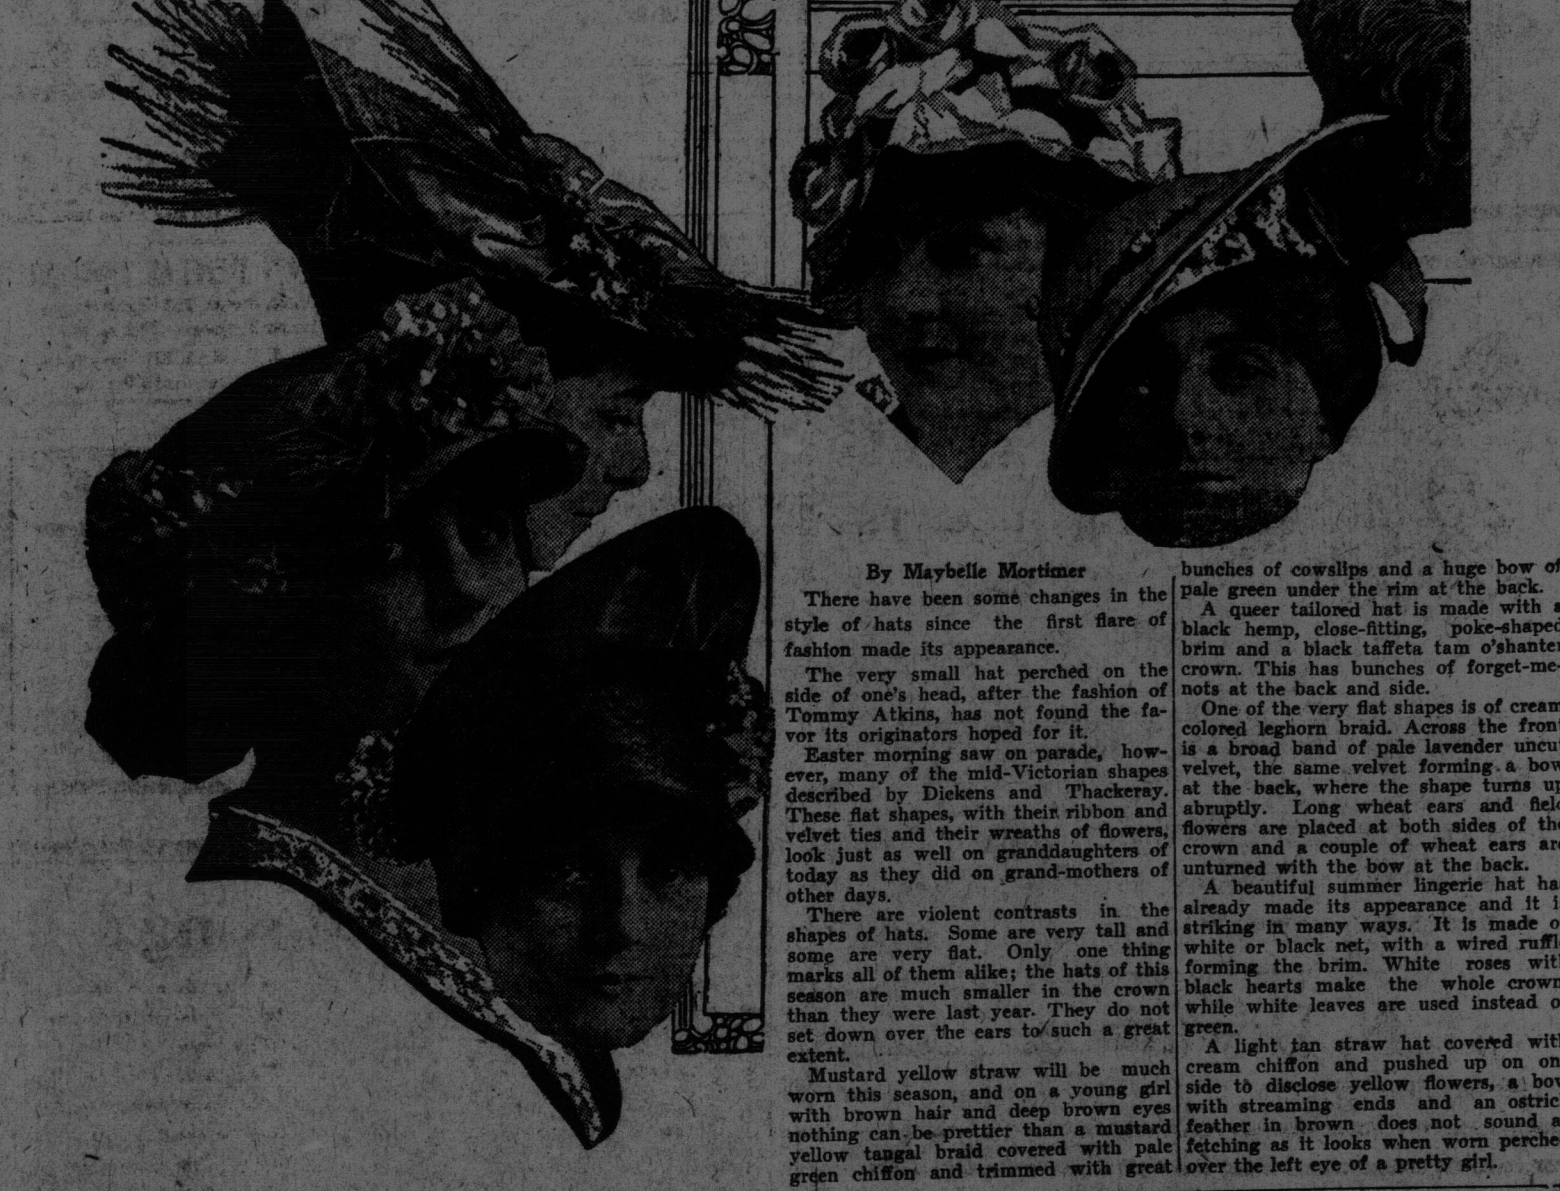 By Maybelle Mortimer
There have been some changes in the
style of hats since the first flare of
fashion made its appearance.
The very small hat perched on the
side of one's head, after the fashion of
Tommy Atkins, has not found the fa-
vor its originators hoped for it.
Easter morning saw on parade, how-
ever, many of the mid-Victorian shapes
described by Dickens and Thackeray.
These flat shapes, with their ribbon and
velvet ties and their wreaths of flowers,
look just as well on granddaughters of
today as they did on grand-mothers of
other days.
There are violent contrasts in the
shapes of hats. Some are very tall and
some are very flat. Only one thing
marks all of them alike; the hats of this
season are much smaller in the crown
than they were last year. They do not
set down over the ears to such a great
extent.
Mustard yellow straw will be much
worn this season, and on a young girl
with brown hair and deep brown eyes
nothing can be prettier than a mustard
yellow tangal braid covered with pale
green chiffon and trimmed with great
bunches of cowslips and a huge bow of
pale green under the rim at the back.
A queer tailored hat is made with a
black hemp, close-fitting, poke-shaped
brim and a black taffeta tam o'shanter
crown. This has bunches of forget-me-
nots at the back and side.
One of the very flat shapes is of cream
colored leghorn braid. Across the front
is a broad band of pale lavender uncu
velvet, the same velvet forming a bow
at the back, where the shape turns up
abruptly. Long wheat ears and fiel
flowers are placed at both sides of the
crown and a couple of wheat ears are
unturned with the bow at the back.
A beautiful summer lingerie hat ha
already made its appearance and it i
striking in many ways. It is made o
white or black net, with a wired ruffl
forming the brim. White roses wit
black hearts make the whole crown
while white leaves are used instead o
green.
A light tan straw hat covered wit
cream chiffon and pushed up on on
side to disclose yellow flowers, a bow
with streaming ends and an ostric
feather in brown does not sound a
fetching as it looks when worn perche
over the left eye of a pretty girl.